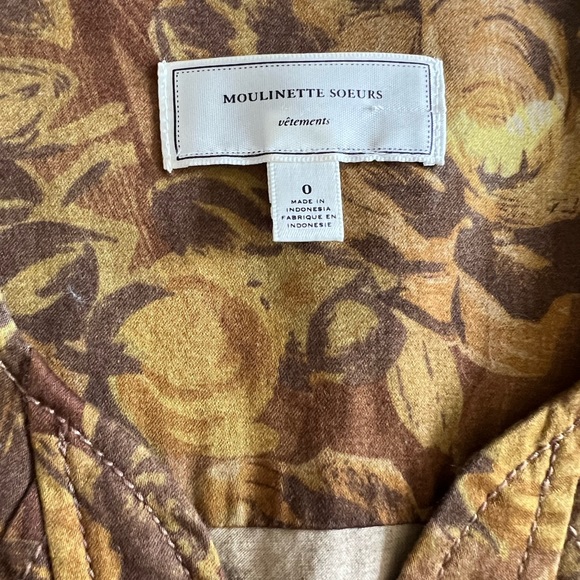 MOULINETTE SOEURS
vêtements
0
MADE IN
INDONESIA
FABRIQUE EN
INDONESIE